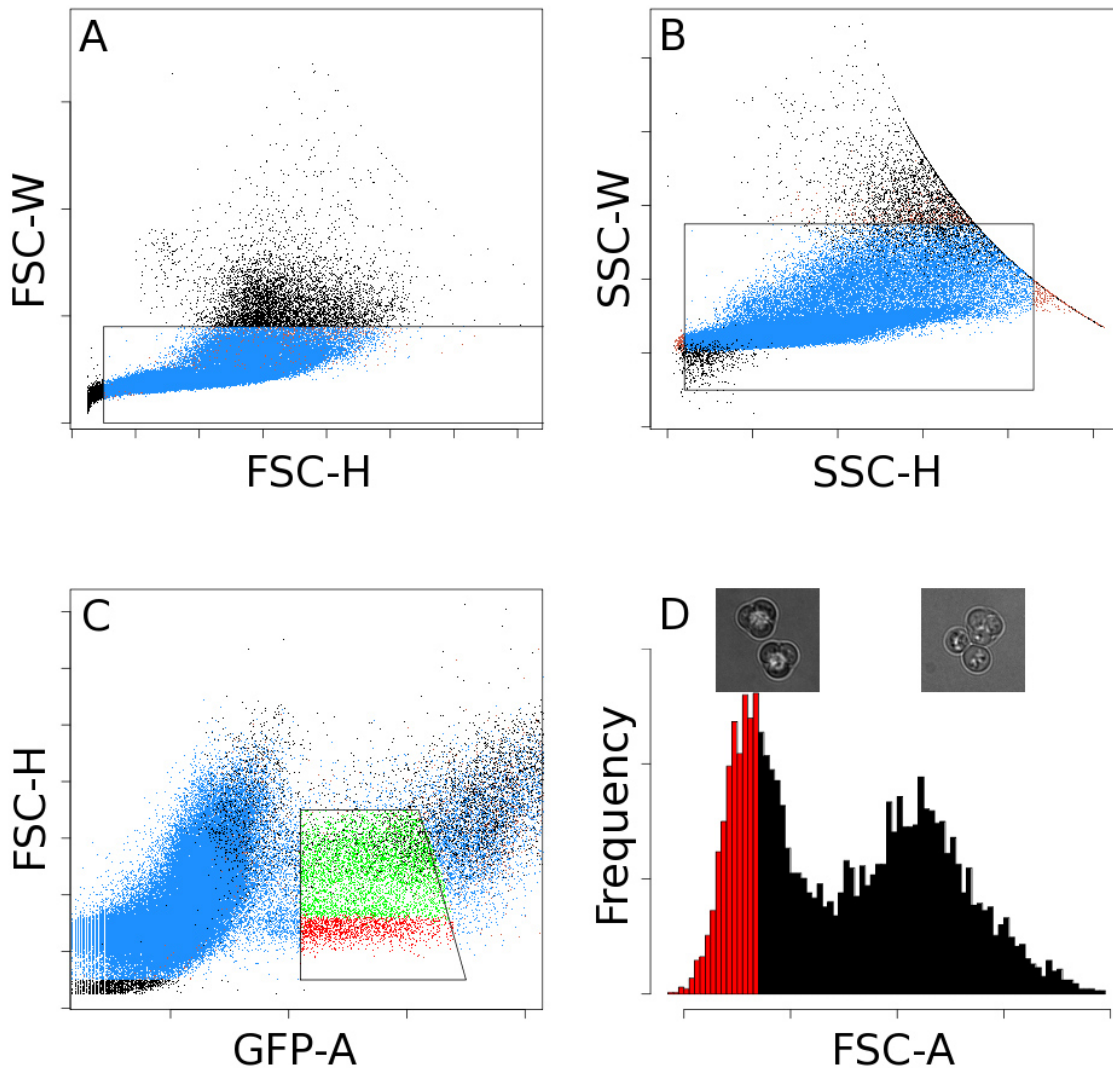 A
FSC-W
FSC-H
B
SSC-W
SSC-H
C
FSC-H
GFP-A
D
Frequency
FSC-A